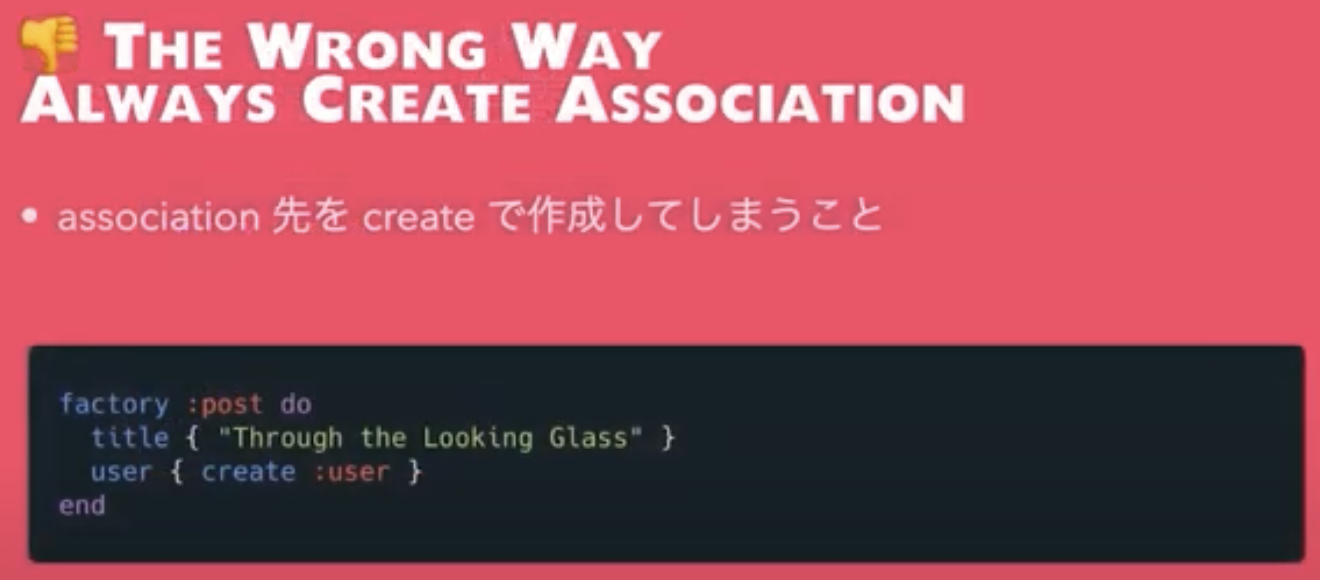 👎 THE WRONG WAY
ALWAYS CREATE ASSOCIATION
• association 先を create で作成してしまうこと
factory :post do
  title { "Through the Looking Glass" }
  user { create :user }
end